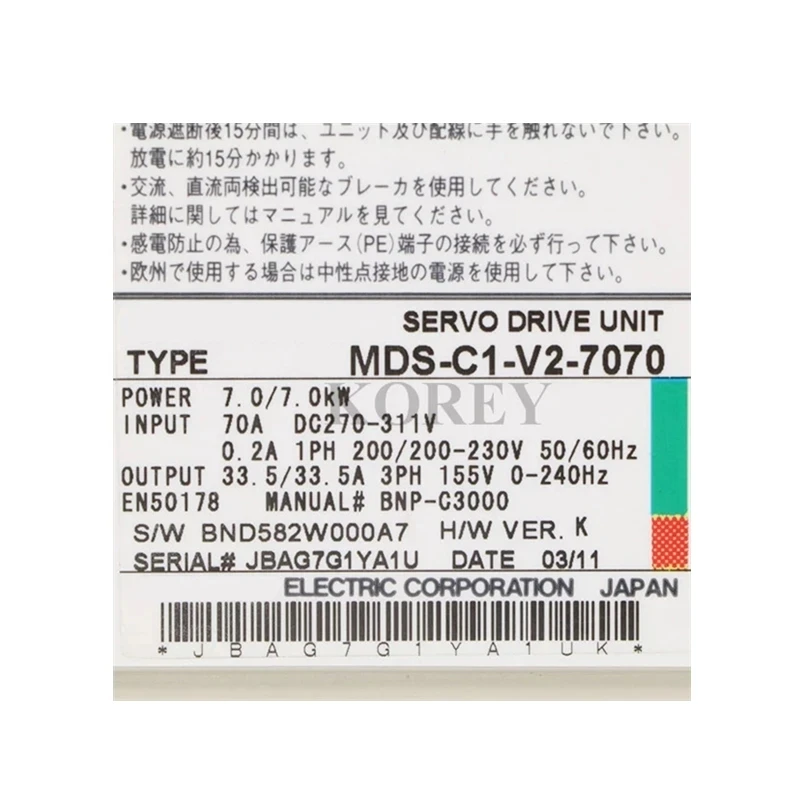 ・電源遮断後15分間は、ユニット及び配線に手を触れないで下さい。
放電に約15分かかります。
・交流、直流両検出可能なブレーカを使用してください。
詳細に関してはマニュアルを見てください。
・感電防止の為、保護アース(PE)端子の接続を必ず行って下さい。
・欧州で使用する場合は中性点接地の電源を使用して下さい。
SERVO DRIVE UNIT
TYPE MDS-C1-V2-7070
POWER 7.0/7.0kW
KOREY
INPUT 70A DC270-311V
0.2A 1PH 200/200-230V 50/60Hz
OUTPUT 33.5/33.5A 3PH 155V 0-240Hz
EN50178 MANUAL# BNP-C3000
S/W BND582W000A7 H/W VER. K
SERIAL# JBAG7G1YA1U DATE 03/11
ELECTRIC CORPORATION JAPAN
*JBAG7G1YA1UK*